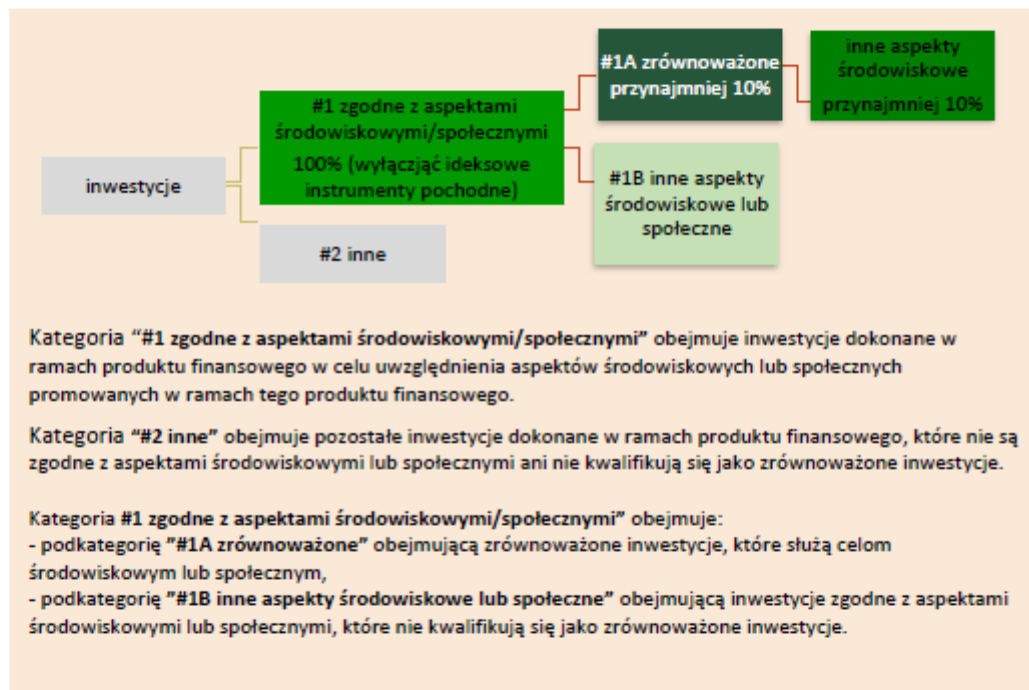 inwestycje
#1 zgodne z aspektami
środowiskowymi/społecznymi
100% (wyłączjąć ideksowe
instrumenty pochodne)
#2 inne
#1A zrównoważone
przynajmniej 10%
#1B inne aspekty
środowiskowe lub
społeczne
inne aspekty
środowiskowe
przynajmniej 10%
Kategoria “#1 zgodne z aspektami środowiskowymi/społecznymi” obejmuje inwestycje dokonane w
ramach produktu finansowego w celu uwzględnienia aspektów środowiskowych lub społecznych
promowanych w ramach tego produktu finansowego.
Kategoria “#2 inne” obejmuje pozostałe inwestycje dokonane w ramach produktu finansowego, które nie są
zgodne z aspektami środowiskowymi lub społecznymi ani nie kwalifikują się jako zrównoważone inwestycje.
Kategoria #1 zgodne z aspektami środowiskowymi/społecznymi” obejmuje:
- podkategorię ”#1A zrównoważone” obejmującą zrównoważone inwestycje, które służą celom
środowiskowym lub społecznym,
- podkategorię ”#1B inne aspekty środowiskowe lub społeczne” obejmującą inwestycje zgodne z aspektami
środowiskowymi lub społecznymi, które nie kwalifikują się jako zrównoważone inwestycje.